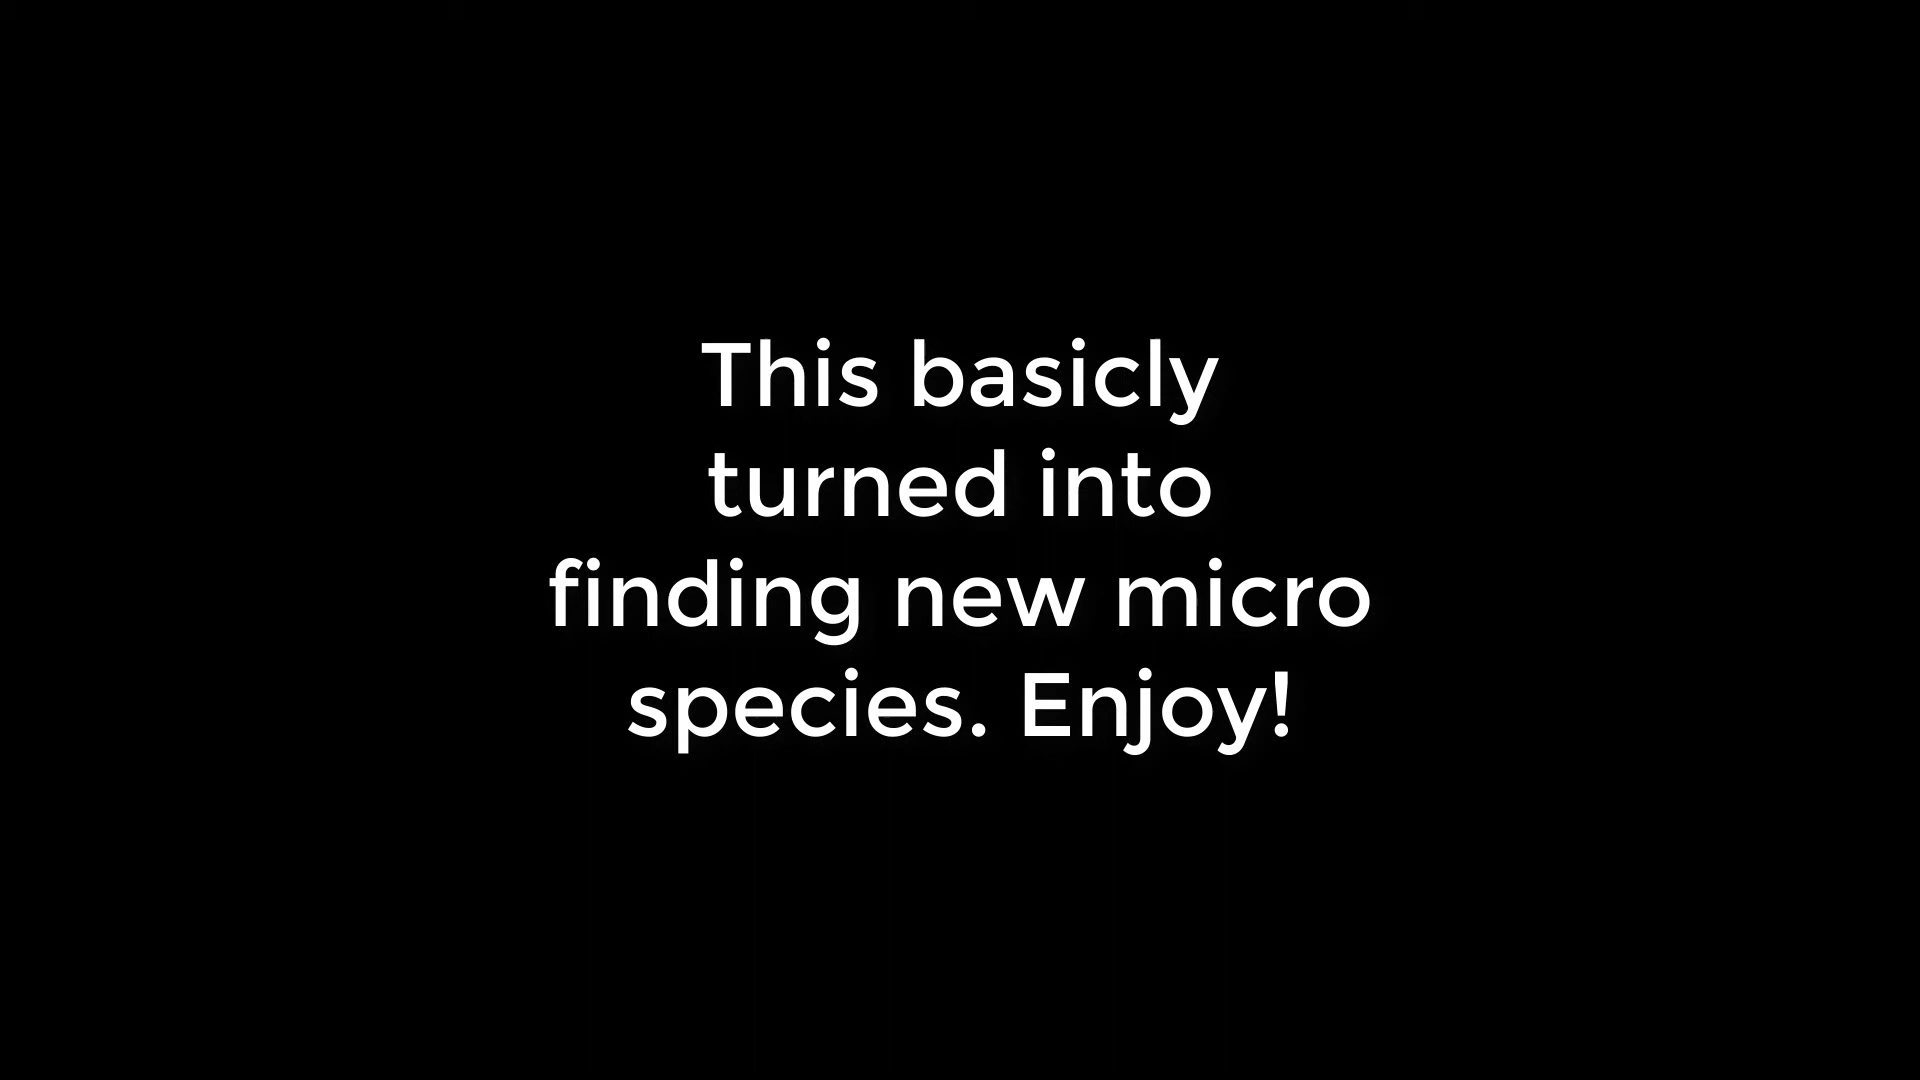 This basicly
turned into
finding new micro
species. Enjoy!